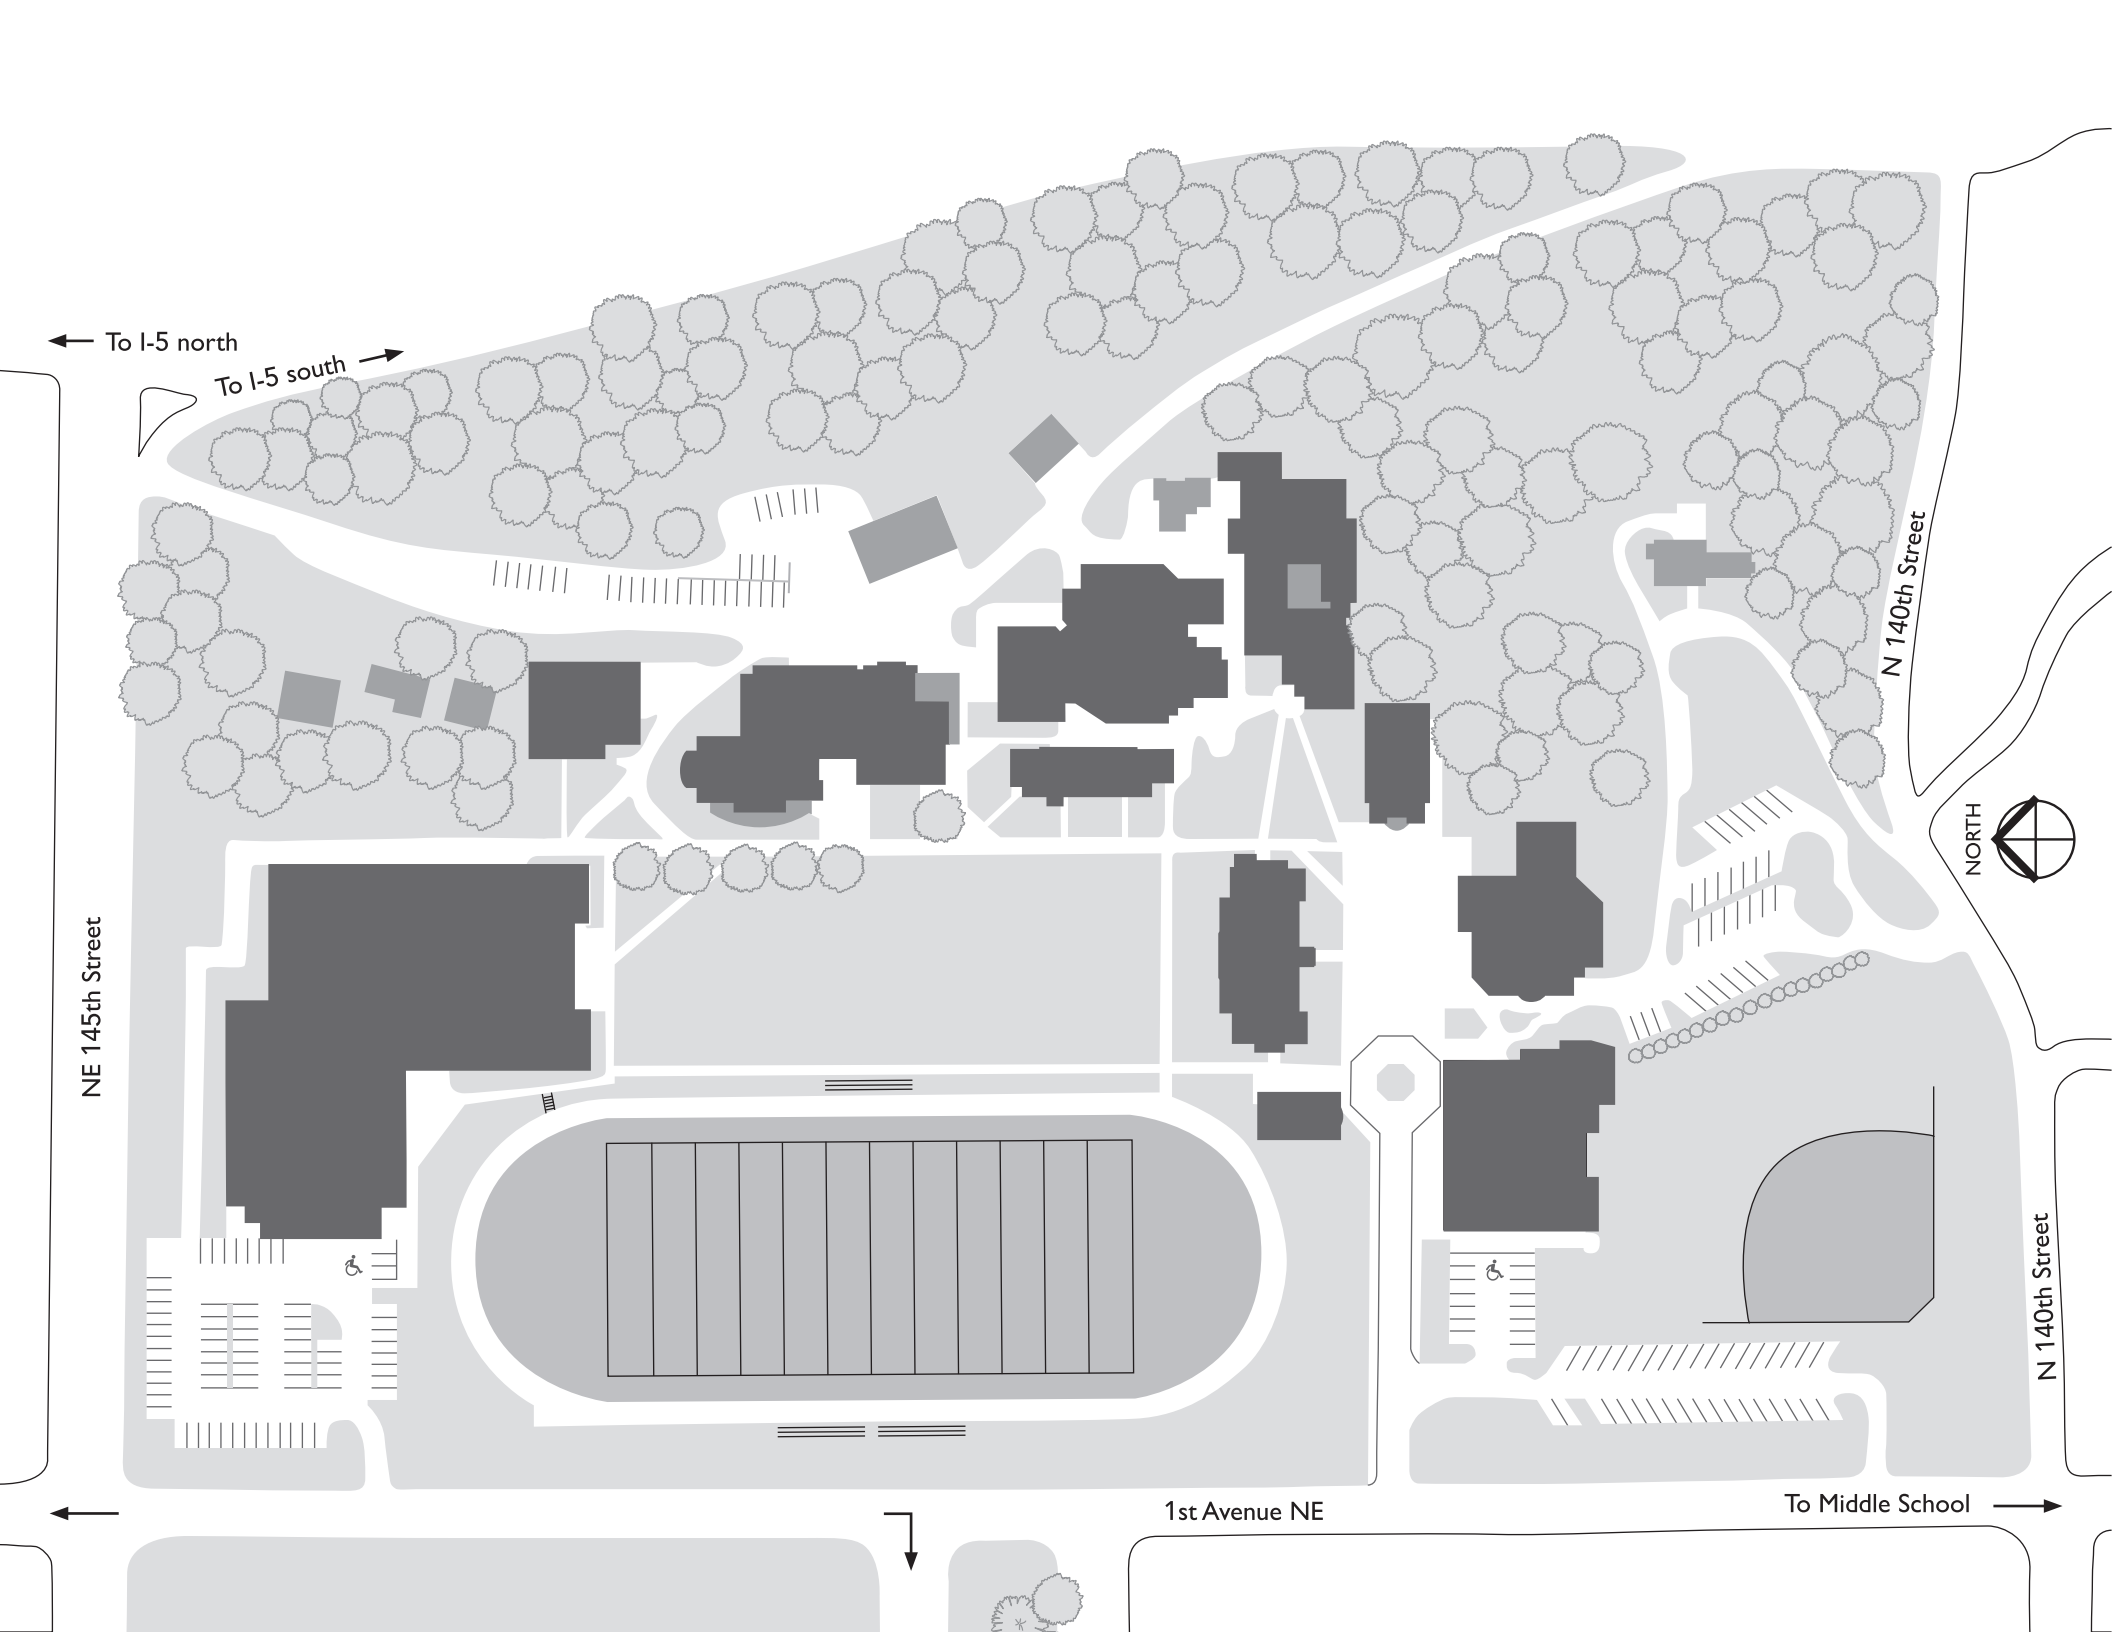 To I-5 north
To I-5 south
N 140th Street
NORTH
NE 145th Street
N 140th Street
1st Avenue NE
To Middle School